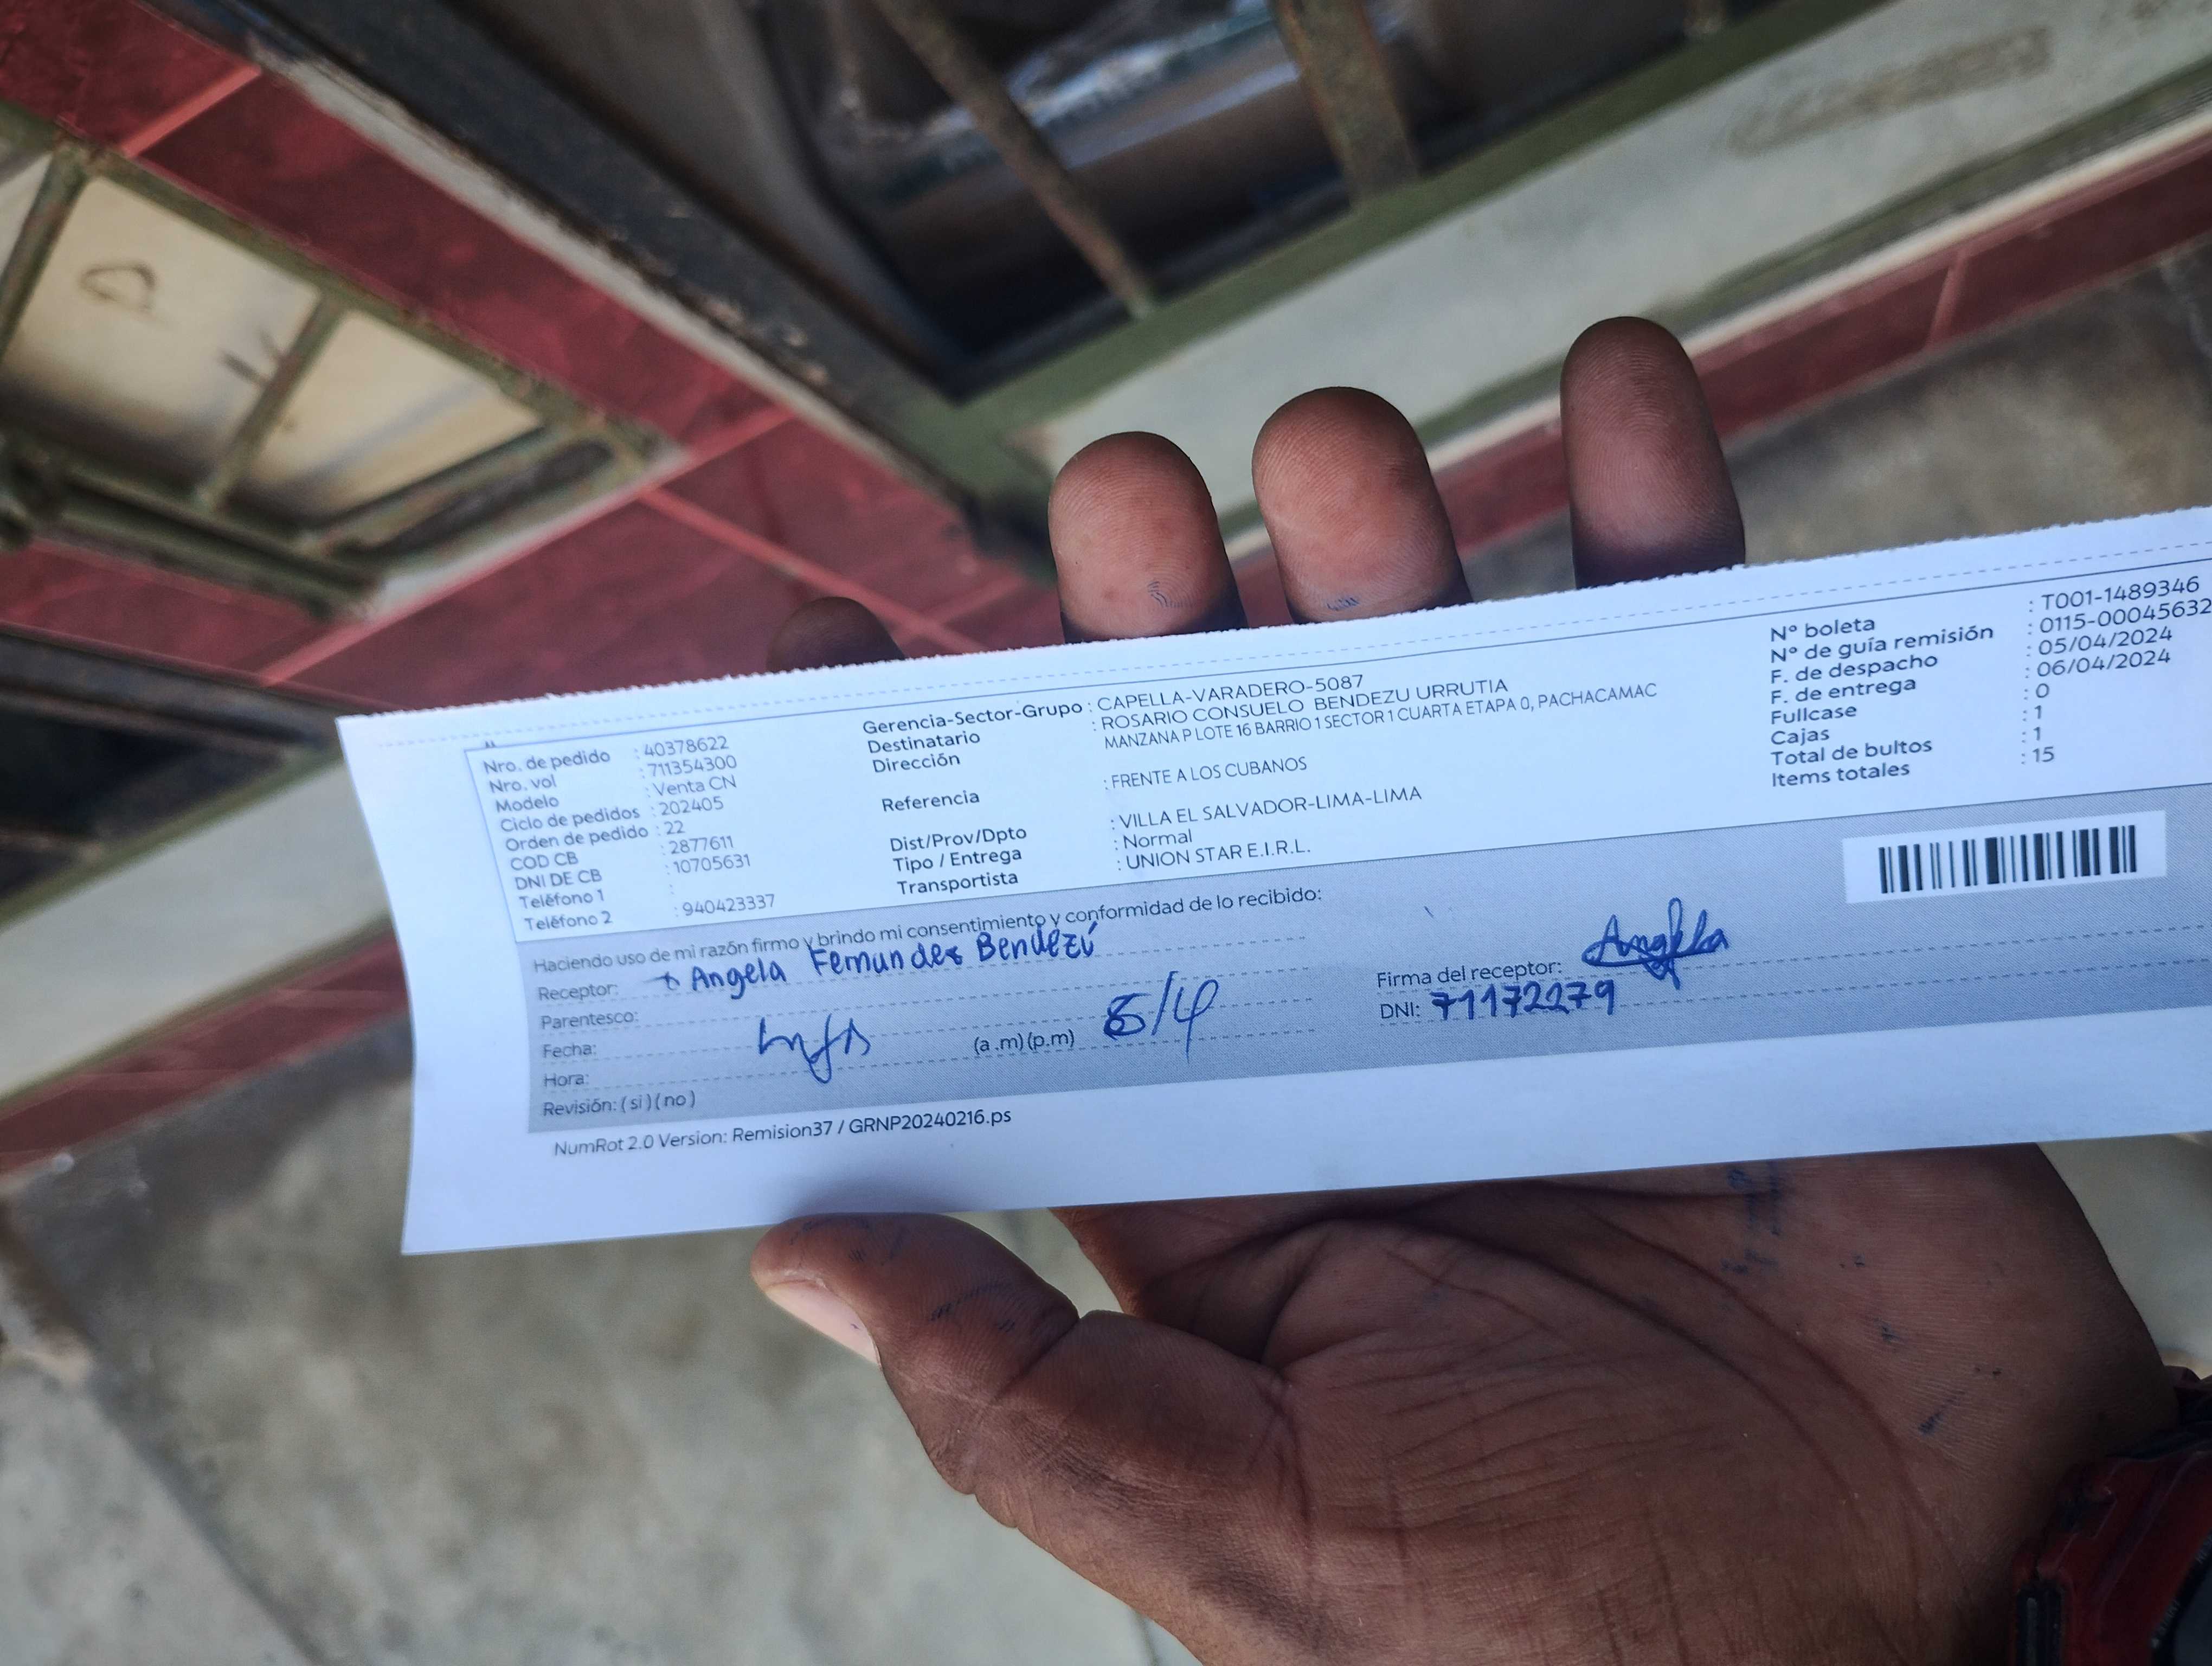 Nro. de pedido : 40378622
Nro. vol : 711354300
Modelo : Venta CN
Ciclo de pedidos : 202405
Orden de pedido : 22
COD CB : 2877611
DNI DE CB : 10705631
Teléfono 1 :
Teléfono 2 : 940423337
Gerencia-Sector-Grupo : CAPELLA-VARADERO-5087
Destinatario : ROSARIO CONSUELO BENDEZU URRUTIA
Dirección MANZANA P LOTE 16 BARRIO 1 SECTOR 1 CUARTA ETAPA 0, PACHACAMAC
Referencia : FRENTE A LOS CUBANOS
Dist/Prov/Dpto : VILLA EL SALVADOR-LIMA-LIMA
Tipo / Entrega : Normal
Transportista : UNION STAR E.I.R.L.
Nº boleta : T001-1489346
Nº de guía remisión : 0115-00045632
F. de despacho : 05/04/2024
F. de entrega : 06/04/2024
Fullcase : 0
Cajas : 1
Total de bultos : 1
Items totales : 15
Haciendo uso de mi razón firmo y brindo mi consentimiento y conformidad de lo recibido:
Receptor: Angela Fernandes Bendezú
Parentesco:
Fecha:
Hora: (a .m) (p.m)
Revisión: ( si ) ( no )
Firma del receptor: Angela
DNI: 71172279
NumRot 2.0 Version: Remision37 / GRNP20240216.ps